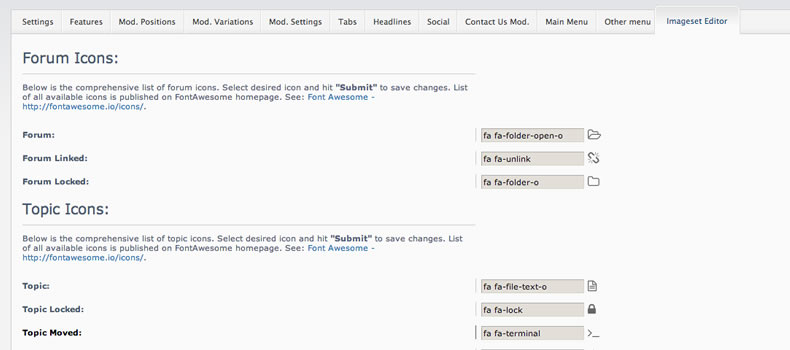 Settings Features Mod. Positions Mod. Variations Mod. Settings Tabs Headlines Social Contact Us Mod. Main Menu Other menu Imageset Editor
Forum Icons:
Below is the comprehensive list of forum icons. Select desired icon and hit "Submit" to save changes. List
of all available icons is published on FontAwesome homepage. See: Font Awesome -
http://fontawesome.io/icons/.
Forum: fa fa-folder-open-o
Forum Linked: fa fa-unlink
Forum Locked: fa fa-folder-o
Topic Icons:
Below is the comprehensive list of topic icons. Select desired icon and hit "Submit" to save changes. List
of all available icons is published on FontAwesome homepage. See: Font Awesome -
http://fontawesome.io/icons/.
Topic: fa fa-file-text-o
Topic Locked: fa fa-lock
Topic Moved: fa fa-terminal